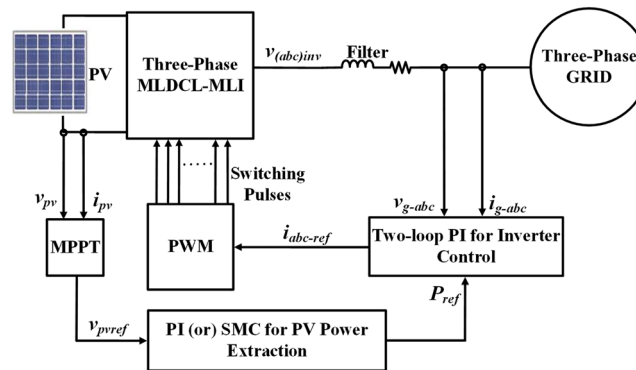 PV
Three-Phase
MLDCL-MLI
v(abc)inv
Filter
Three-Phase
GRID
Switching
Pulses
vpv
ipv
vg-abc
ig-abc
MPPT
PWM
iabc-ref
Two-loop PI for Inverter
Control
Pref
vpvref
PI (or) SMC for PV Power
Extraction